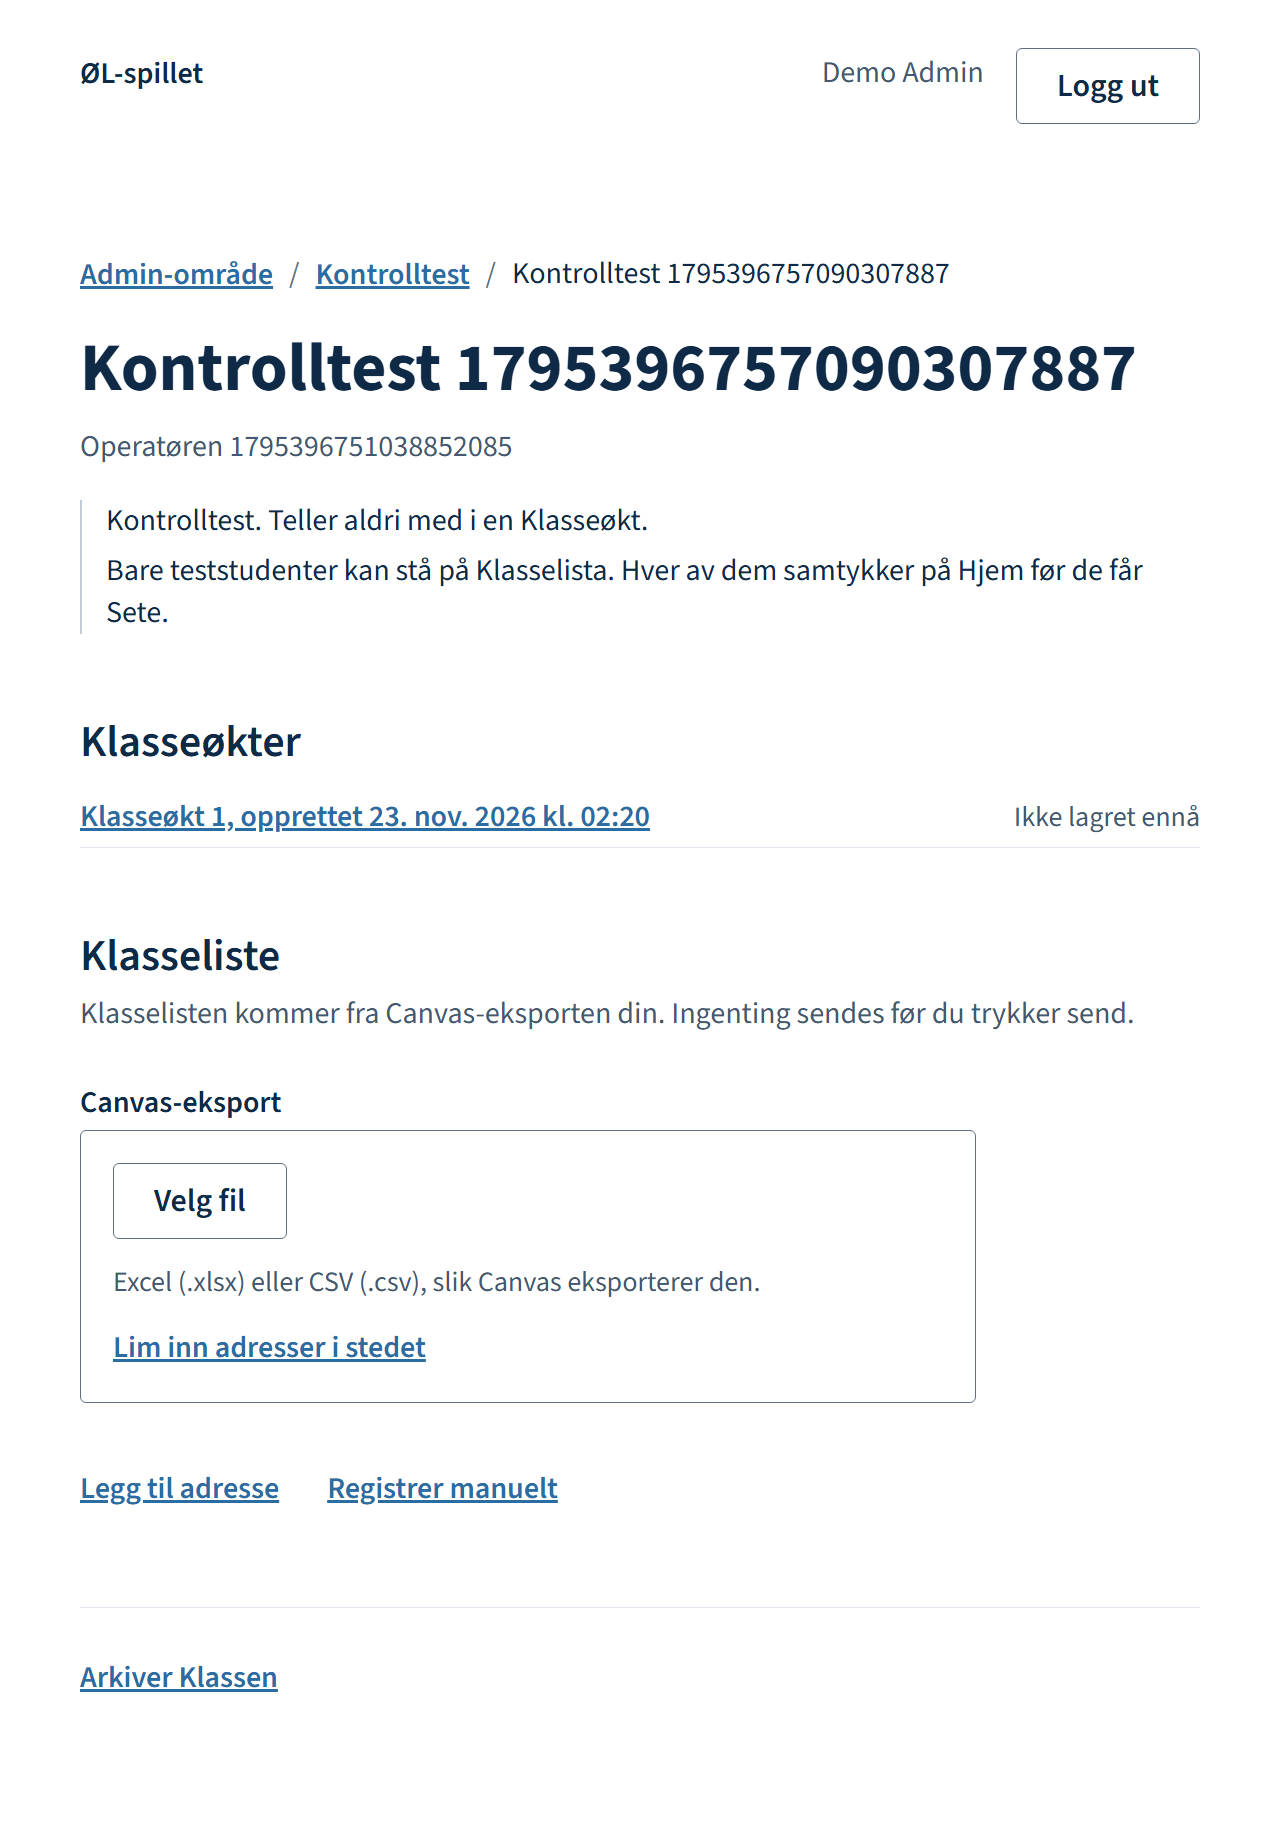 ØL-spillet
Demo Admin
Logg ut
Admin-område / Kontrolltest / Kontrolltest 1795396757090307887
Kontrolltest 1795396757090307887
Operatøren 1795396751038852085
Kontrolltest. Teller aldri med i en Klasseøkt.
Bare teststudenter kan stå på Klasselista. Hver av dem samtykker på Hjem før de får
Sete.
Klasseøkter
Klasseøkt 1, opprettet 23. nov. 2026 kl. 02:20
Ikke lagret ennå
Klasseliste
Klasselisten kommer fra Canvas-eksporten din. Ingenting sendes før du trykker send.
Canvas-eksport
Velg fil
Excel (.xlsx) eller CSV (.csv), slik Canvas eksporterer den.
Lim inn adresser i stedet
Legg til adresse
Registrer manuelt
Arkiver Klassen